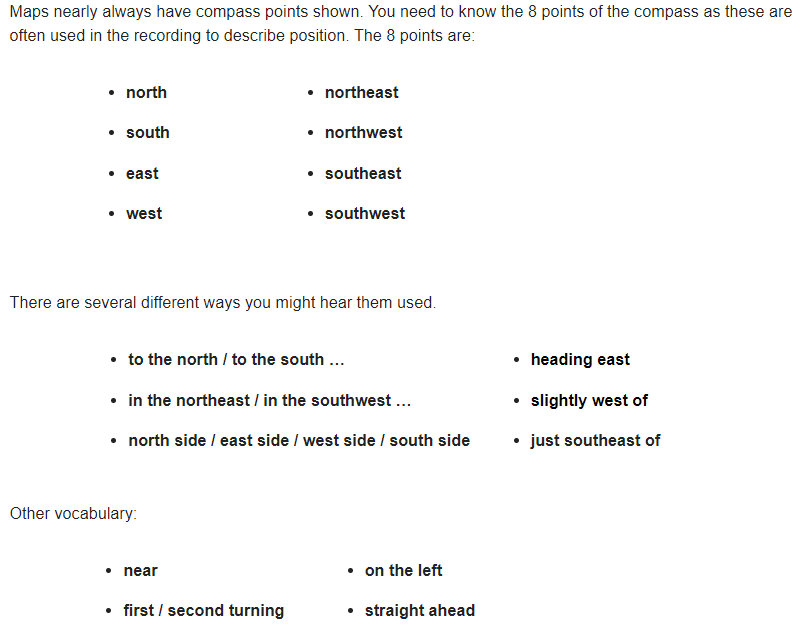 Maps nearly always have compass points shown. You need to know the 8 points of the compass as these are
often used in the recording to describe position. The 8 points are:
• north
• northeast
• south
• northwest
• east
• southeast
• west
• southwest
There are several different ways you might hear them used.
• to the north / to the south …
• heading east
• in the northeast / in the southwest …
• slightly west of
• north side / east side / west side / south side
• just southeast of
Other vocabulary:
• near
• on the left
• first / second turning
• straight ahead